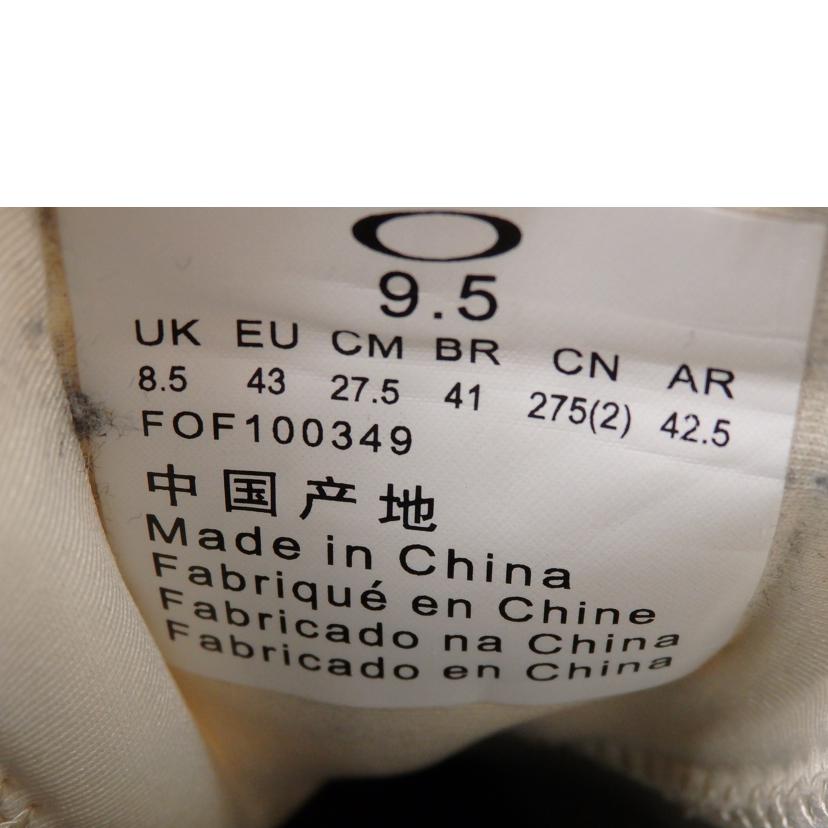 9.5
UK EU CM BR CN AR
8.5 43 27.5 41 275(2) 42.5
FOF100349
中国产地
Made in China
Fabriqué en Chine
Fabricado na China
Fabricado en China